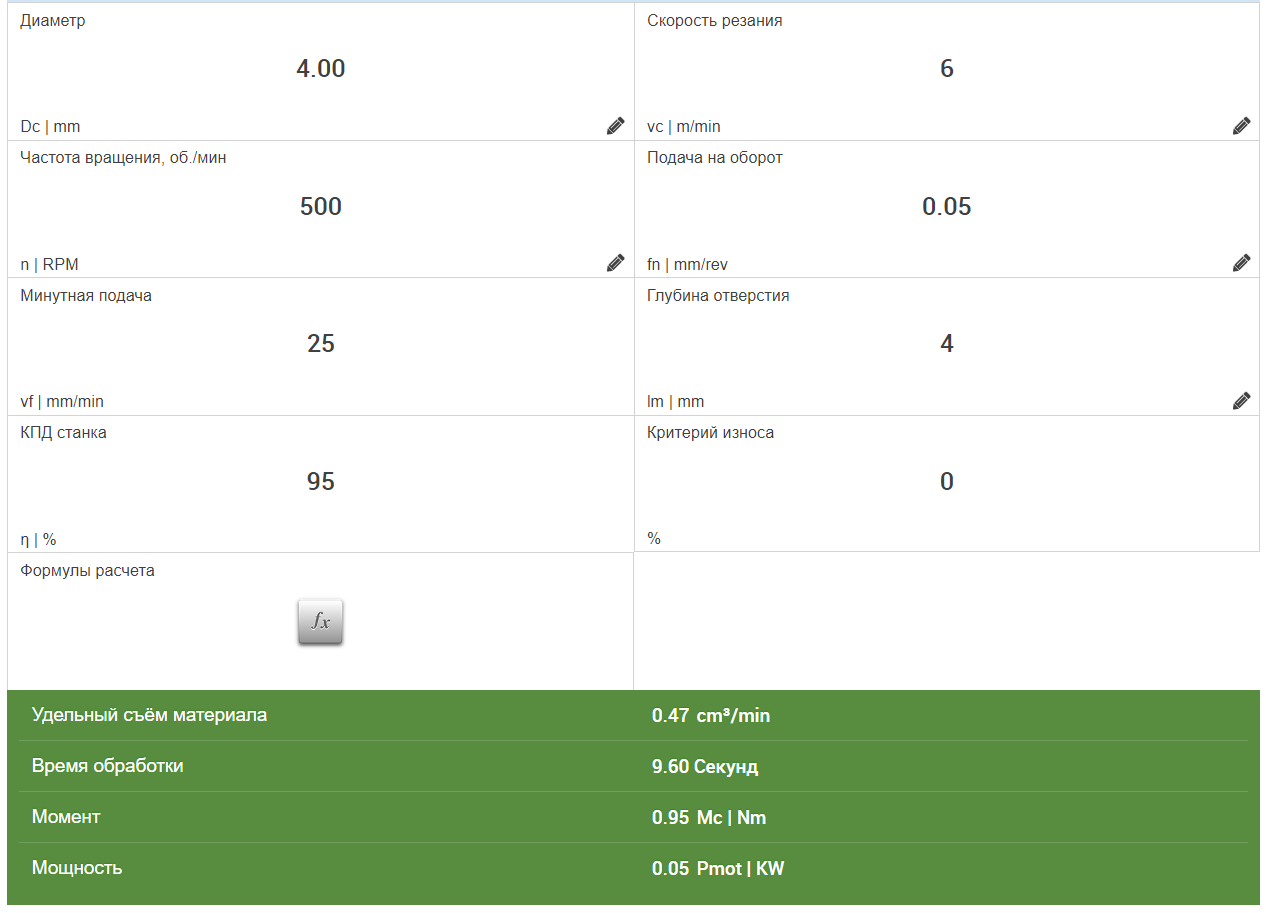 Диаметр
4.00
Dc | mm
Скорость резания
6
vc | m/min
Частота вращения, об./мин
500
n | RPM
Подача на оборот
0.05
fn | mm/rev
Минутная подача
25
vf | mm/min
Глубина отверстия
4
lm | mm
КПД станка
95
η | %
Критерий износа
0
%
Формулы расчета
fx
Удельный съём материала 0.47 cm³/min
Время обработки 9.60 Секунд
Момент 0.95 Mc | Nm
Мощность 0.05 Pmot | KW